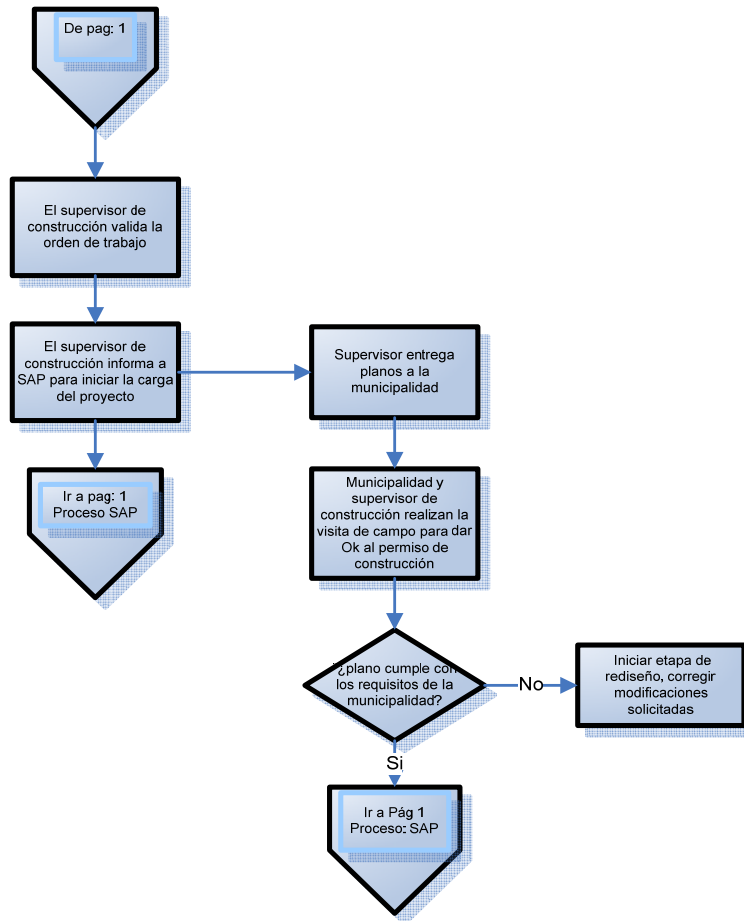 De pag: 1
El supervisor de
construcción valida la
orden de trabajo
El supervisor de
construcción informa a
SAP para iniciar la carga
del proyecto
Supervisor entrega
planos a la
municipalidad
Ir a pag: 1
Proceso SAP
Municipalidad y
supervisor de
construcción realizan la
visita de campo para dar
Ok al permiso de
construcción
¿plano cumple con
los requisitos de la
municipalidad?
No
Iniciar etapa de
rediseño, corregir
modificaciones
solicitadas
Si
Ir a Pág 1
Proceso: SAP